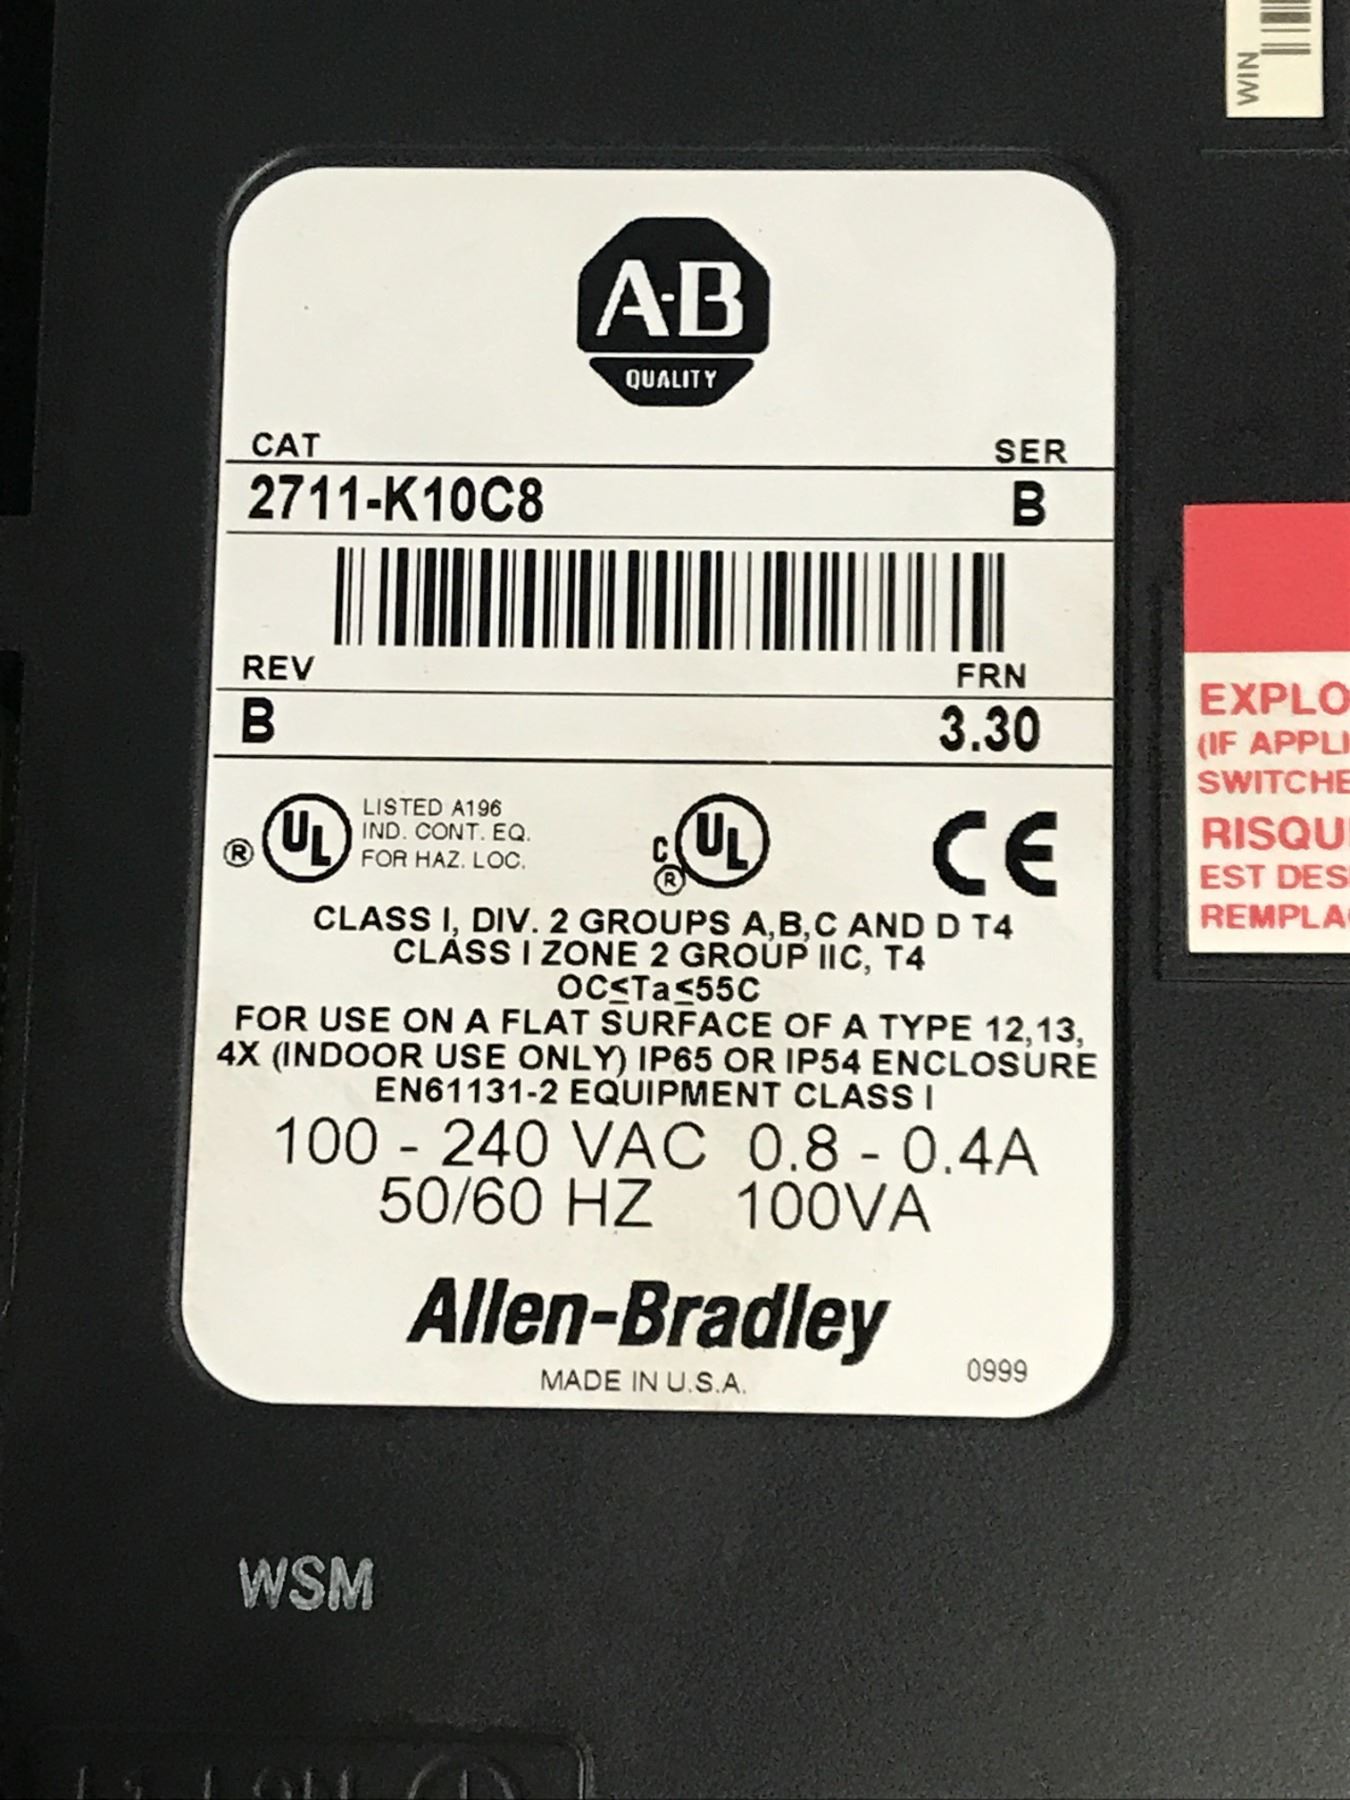 WIN
A-B
QUALITY
CAT SER
2711-K10C8 B
REV FRN
B 3.30
® UL LISTED A196
IND. CONT. EQ.
FOR HAZ. LOC.
C UL ®
CE
CLASS I, DIV. 2 GROUPS A,B,C AND D T4
CLASS I ZONE 2 GROUP IIC, T4
OC≤Ta≤55C
FOR USE ON A FLAT SURFACE OF A TYPE 12,13,
4X (INDOOR USE ONLY) IP65 OR IP54 ENCLOSURE
EN61131-2 EQUIPMENT CLASS I
100 - 240 VAC 0.8 - 0.4A
50/60 HZ 100VA
Allen-Bradley
MADE IN U.S.A. 0999
EXPLO
(IF APPLI
SWITCHE
RISQU
EST DES
REMPLA
WSM